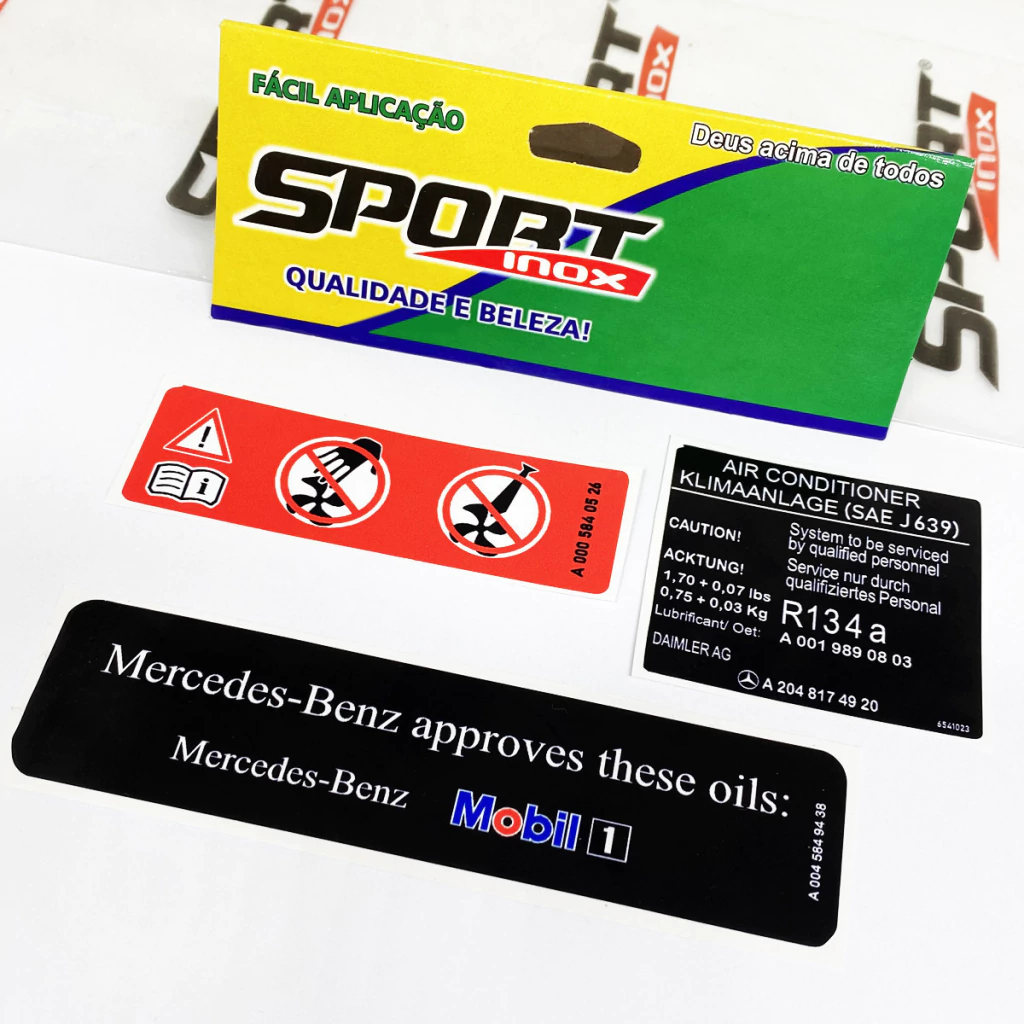 FÁCIL APLICAÇÃO
Deus acima de todos
SPORT
INOX
QUALIDADE E BELEZA!
!
i
A 000 584 05 26
AIR CONDITIONER
KLIMAANLAGE (SAE J639)
CAUTION!
System to be serviced
by qualified personnel
ACKTUNG!
Service nur durch
qualifiziertes Personal
1,70 + 0,07 lbs
0,75 + 0,03 Kg
R134a
Lubrificant/ Oet:
A 001 989 08 03
DAIMLER AG
A 204 817 49 20
6541023
Mercedes-Benz approves these oils:
Mercedes-Benz
Mobil 1
A 004 584 94 38
SPORT
INOX